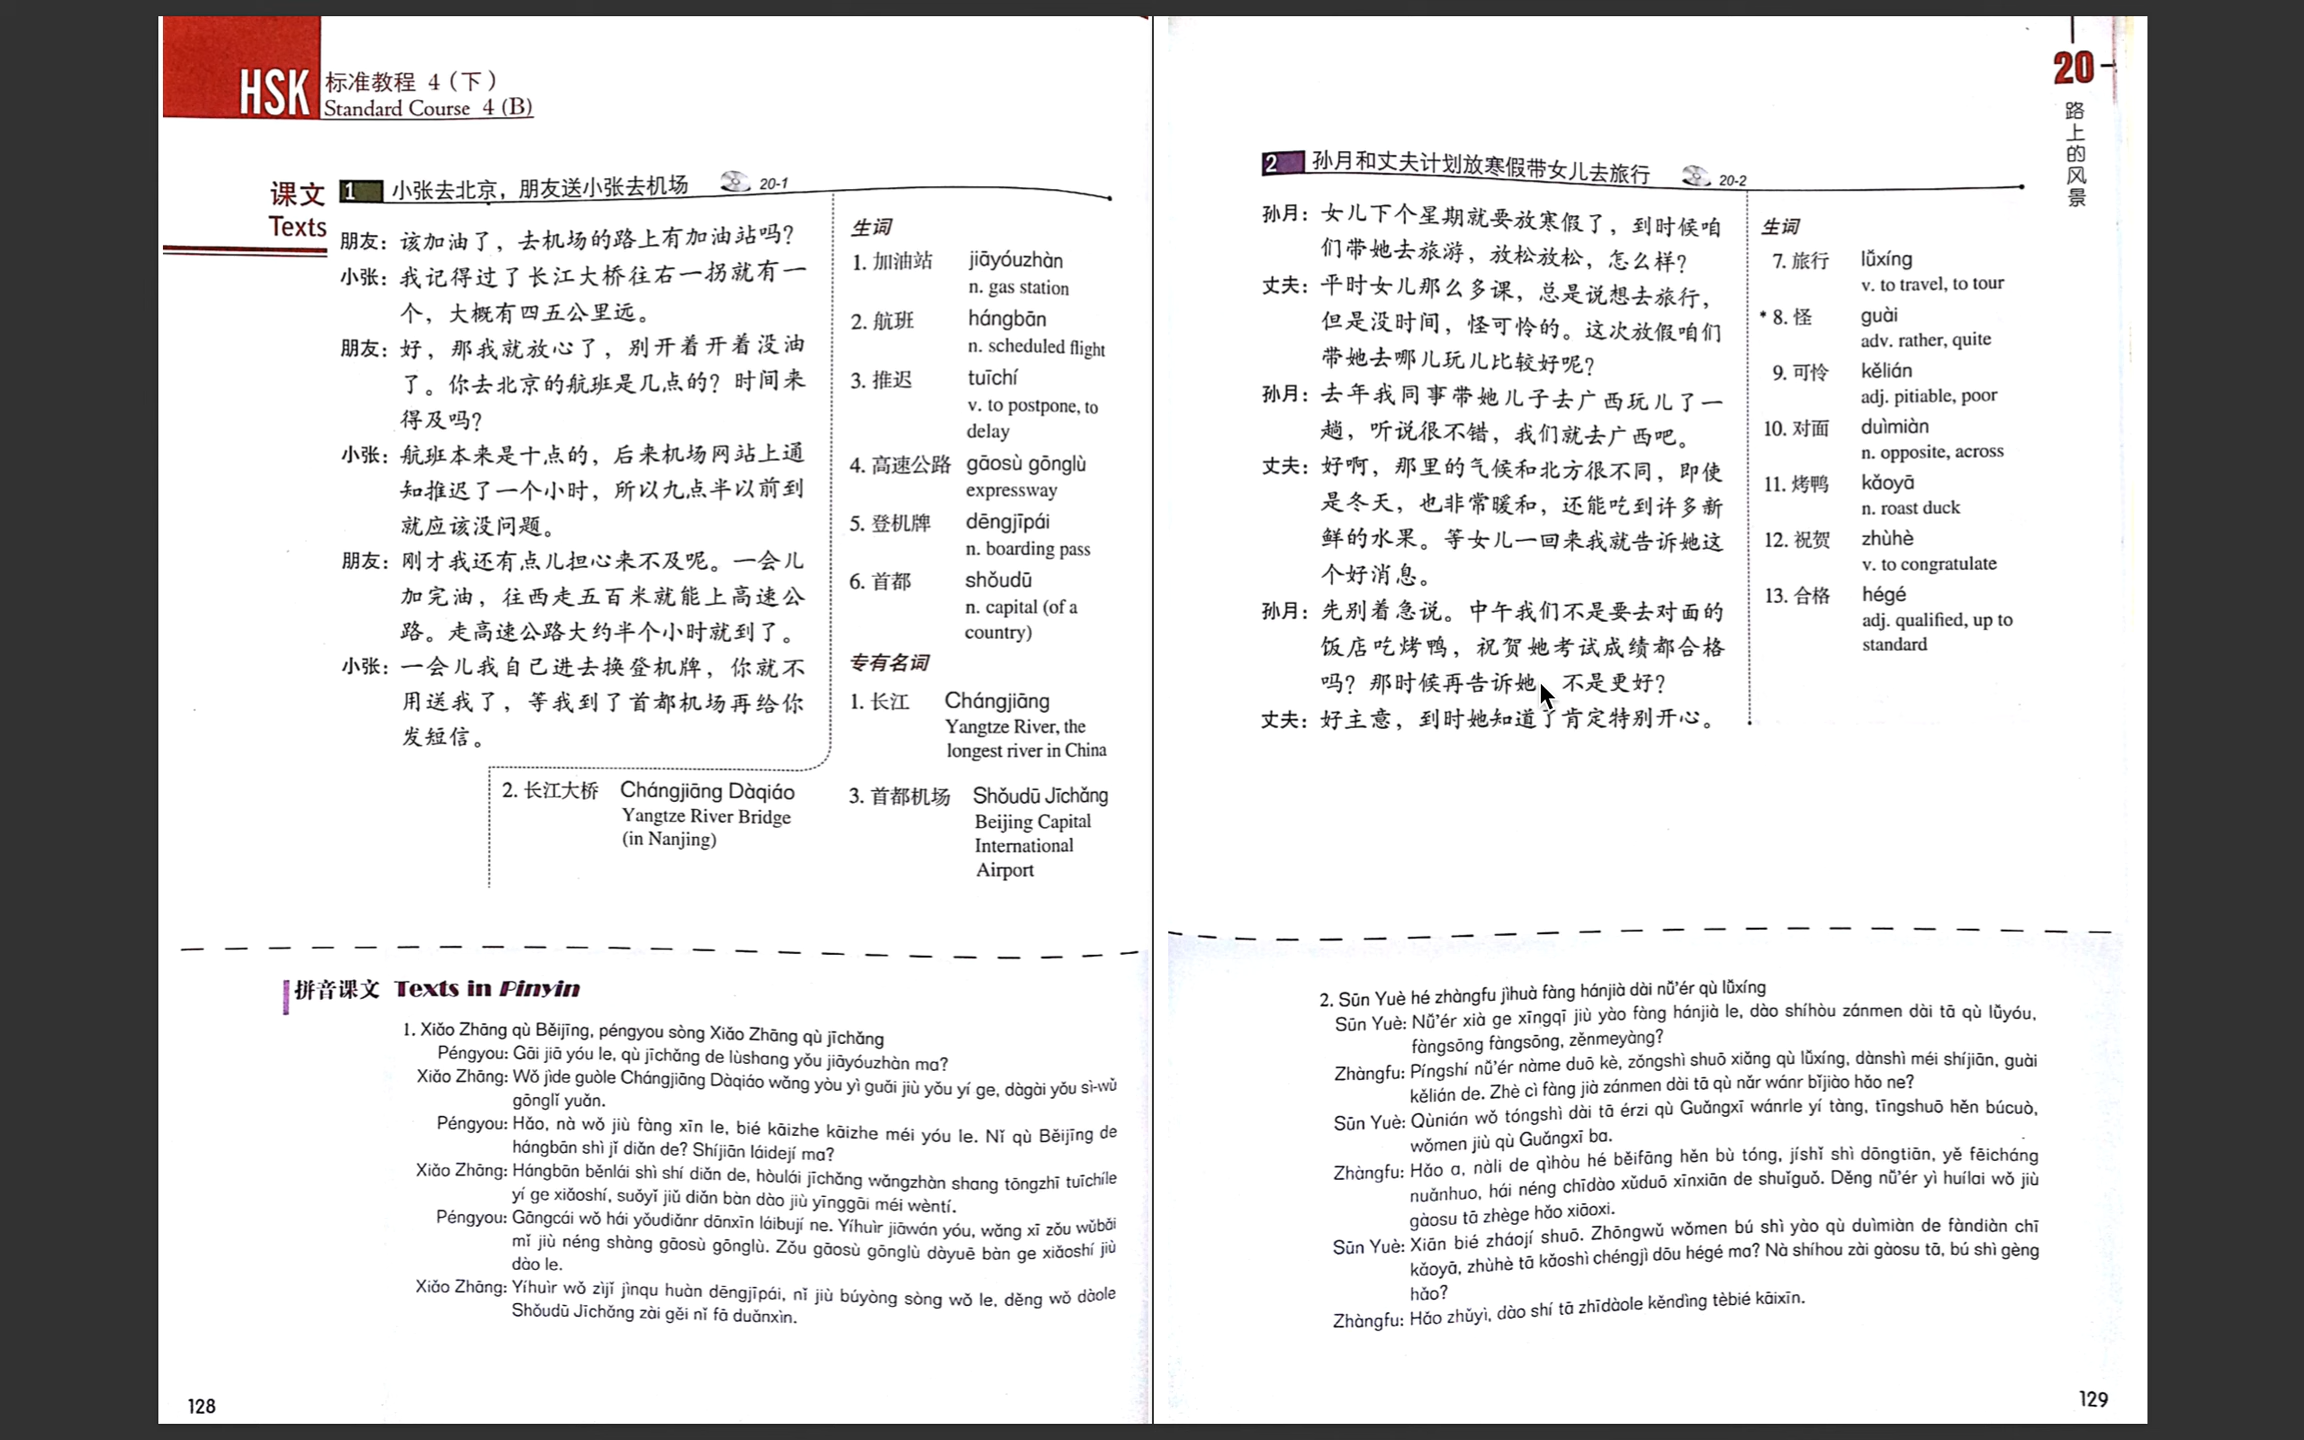 HSK 标准教程 4（下）
Standard Course 4 (B)
课文
Texts
1 小张去北京，朋友送小张去机场 20-1
朋友：该加油了，去机场的路上有加油站吗？
小张：我记得过了长江大桥往右一拐就有一
个，大概有四五公里远。
朋友：好，那我就放心了，别开着开着没油
了。你去北京的航班是几点的？时间来
得及吗？
小张：航班本来是十点的，后来机场网站上通
知推迟了一个小时，所以九点半以前到
就应该没问题。
朋友：刚才我还有点儿担心来不及呢。一会儿
加完油，往西走五百米就能上高速公
路。走高速公路大约半个小时就到了。
小张：一会儿我自己进去换登机牌，你就不
用送我了，等我到了首都机场再给你
发短信。
生词
1. 加油站 jiāyóuzhàn
n. gas station
2. 航班 hángbān
n. scheduled flight
3. 推迟 tuīchí
v. to postpone, to
delay
4. 高速公路 gāosù gōnglù
expressway
5. 登机牌 dēngjīpái
n. boarding pass
6. 首都 shǒudū
n. capital (of a
country)
专有名词
1. 长江 Chángjiāng
Yangtze River, the
longest river in China
2. 长江大桥 Chángjiāng Dàqiáo
Yangtze River Bridge
(in Nanjing)
3. 首都机场 Shǒudū Jīchǎng
Beijing Capital
International
Airport
拼音课文 Texts in Pinyin
1. Xiǎo Zhāng qù Běijīng, péngyou sòng Xiǎo Zhāng qù jīchǎng
Péngyou: Gāi jiā yóu le, qù jīchǎng de lùshang yǒu jiāyóuzhàn ma?
Xiǎo Zhāng: Wǒ jìde guòle Chángjiāng Dàqiáo wǎng yòu yì guǎi jiù yǒu yí ge, dàgài yǒu sì-wǔ
gōnglǐ yuǎn.
Péngyou: Hǎo, nà wǒ jiù fàng xīn le, bié kāizhe kāizhe méi yóu le. Nǐ qù Běijīng de
hángbān shì jǐ diǎn de? Shíjiān láidejí ma?
Xiǎo Zhāng: Hángbān běnlái shì shí diǎn de, hòulái jīchǎng wǎngzhàn shang tōngzhī tuīchíle
yí ge xiǎoshí, suǒyǐ jiǔ diǎn bàn dào jiù yīnggāi méi wèntí.
Péngyou: Gāngcái wǒ hái yǒudiǎnr dānxīn láibují ne. Yíhuìr jiāwán yóu, wǎng xī zǒu wǔbǎi
mǐ jiù néng shàng gāosù gōnglù. Zǒu gāosù gōnglù dàyuē bàn ge xiǎoshí jiù
dào le.
Xiǎo Zhāng: Yíhuìr wǒ zìjǐ jìnqu huàn dēngjīpái, nǐ jiù búyòng sòng wǒ le, děng wǒ dàole
Shǒudū Jīchǎng zài gěi nǐ fā duǎnxìn.
128
20
路上的风景
2 孙月和丈夫计划放寒假带女儿去旅行 20-2
孙月：女儿下个星期就要放寒假了，到时候咱
们带她去旅游，放松放松，怎么样？
丈夫：平时女儿那么多课，总是说想去旅行，
但是没时间，怪可怜的。这次放假咱们
带她去哪儿玩儿比较好呢？
孙月：去年我同事带她儿子去广西玩儿了一
趟，听说很不错，我们就去广西吧。
丈夫：好啊，那里的气候和北方很不同，即使
是冬天，也非常暖和，还能吃到许多新
鲜的水果。等女儿一回来我就告诉她这
个好消息。
孙月：先别着急说。中午我们不是要去对面的
饭店吃烤鸭，祝贺她考试成绩都合格
吗？那时候再告诉她，不是更好？
丈夫：好主意，到时她知道了肯定特别开心。
生词
7. 旅行 lǚxíng
v. to travel, to tour
* 8. 怪 guài
adv. rather, quite
9. 可怜 kělián
adj. pitiable, poor
10. 对面 duìmiàn
n. opposite, across
11. 烤鸭 kǎoyā
n. roast duck
12. 祝贺 zhùhè
v. to congratulate
13. 合格 hégé
adj. qualified, up to
standard
2. Sūn Yuè hé zhàngfu jìhuà fàng hánjià dài nǚ'ér qù lǚxíng
Sūn Yuè: Nǚ'ér xià ge xīngqī jiù yào fàng hánjià le, dào shíhòu zánmen dài tā qù lǚyóu,
fàngsōng fàngsōng, zěnmeyàng?
Zhàngfu: Píngshí nǚ'ér nàme duō kè, zǒngshì shuō xiǎng qù lǚxíng, dànshì méi shíjiān, guài
kělián de. Zhè cì fàng jià zánmen dài tā qù nǎr wánr bǐjiào hǎo ne?
Sūn Yuè: Qùnián wǒ tóngshì dài tā érzi qù Guǎngxī wánrle yí tàng, tīngshuō hěn búcuò,
wǒmen jiù qù Guǎngxī ba.
Zhàngfu: Hǎo a, nàli de qìhòu hé běifāng hěn bù tóng, jíshǐ shì dōngtiān, yě fēicháng
nuǎnhuo, hái néng chīdào xǔduō xīnxiān de shuǐguǒ. Děng nǚ'ér yì huílai wǒ jiù
gàosu tā zhège hǎo xiāoxi.
Sūn Yuè: Xiān bié zháojí shuō. Zhōngwǔ wǒmen bú shì yào qù duìmiàn de fàndiàn chī
kǎoyā, zhùhè tā kǎoshì chéngjì dōu hégé ma? Nà shíhou zài gàosu tā, bú shì gèng
hǎo?
Zhàngfu: Hǎo zhǔyì, dào shí tā zhīdàole kěndìng tèbié kāixīn.
129